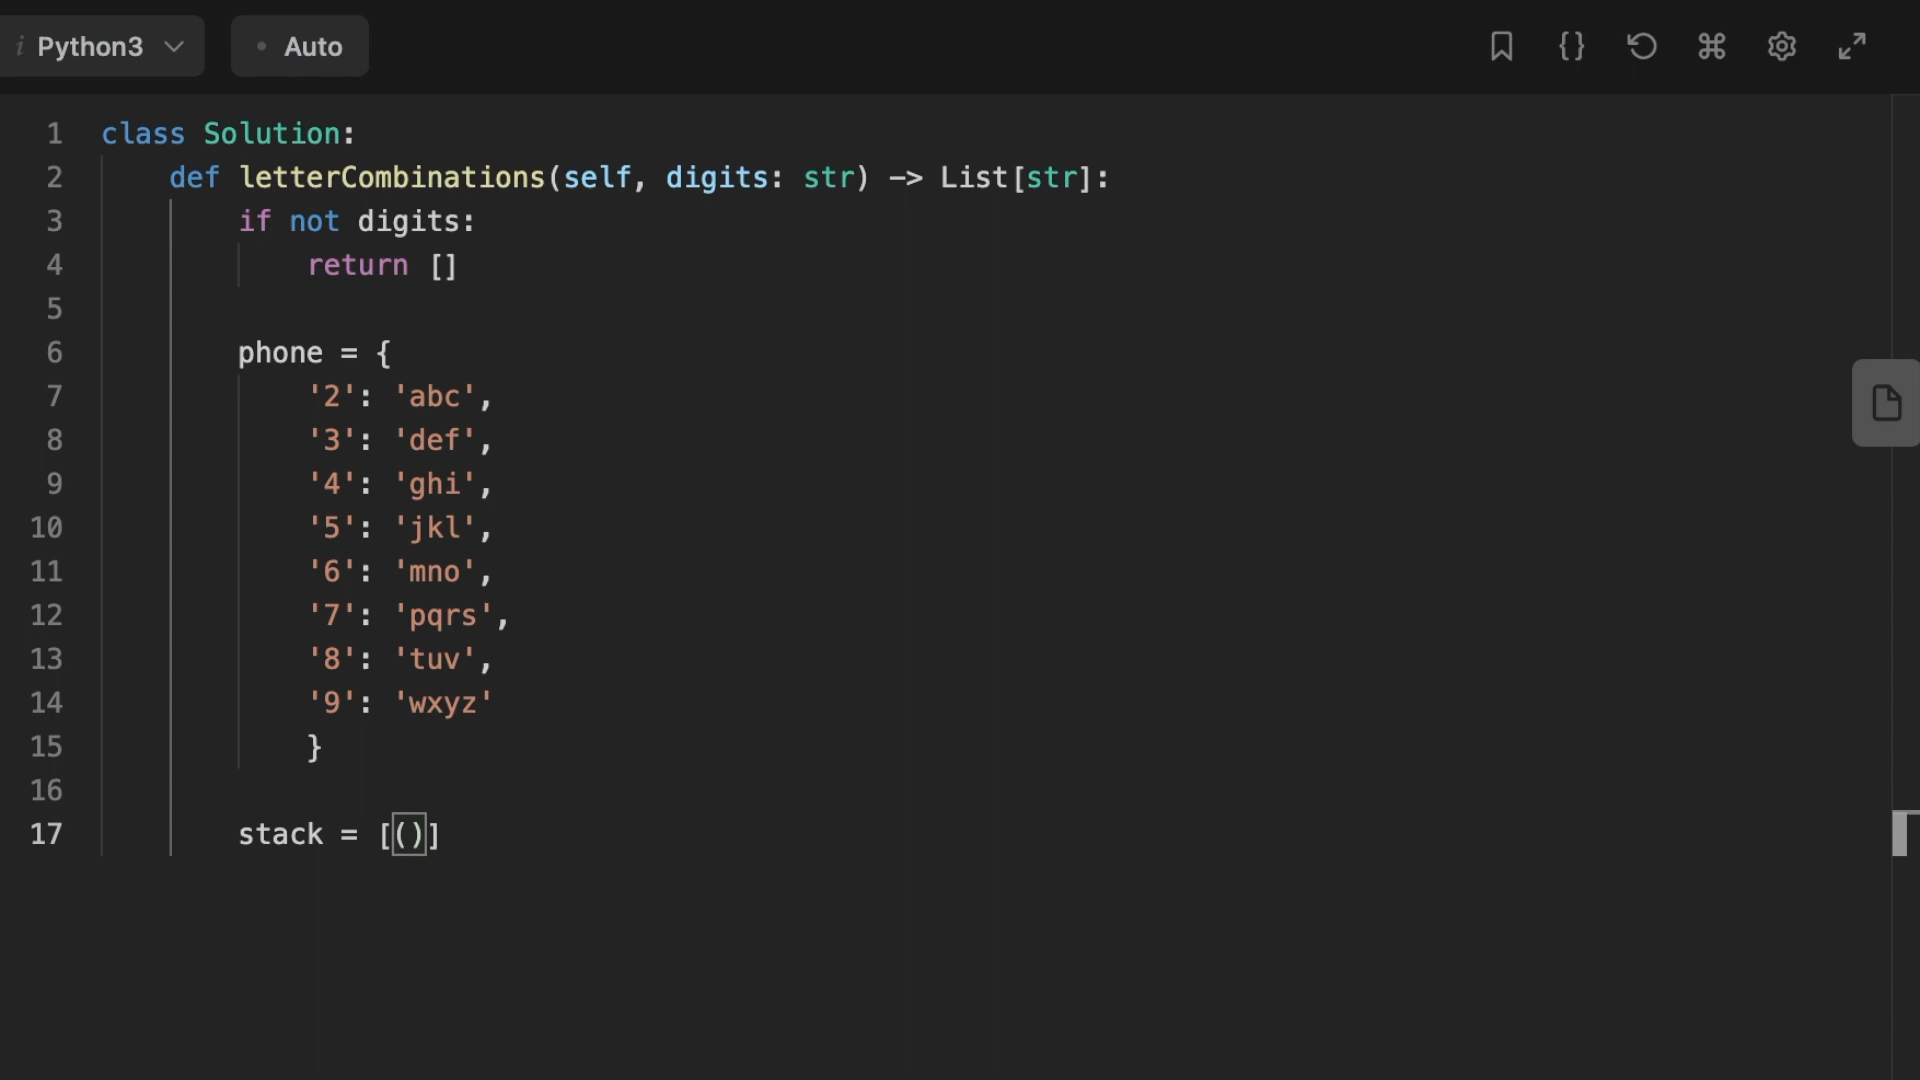 i Python3 Auto
1 class Solution:
2 def letterCombinations(self, digits: str) -> List[str]:
3 if not digits:
4 return []
5
6 phone = {
7 '2': 'abc',
8 '3': 'def',
9 '4': 'ghi',
10 '5': 'jkl',
11 '6': 'mno',
12 '7': 'pqrs',
13 '8': 'tuv',
14 '9': 'wxyz'
15 }
16
17 stack = [()]